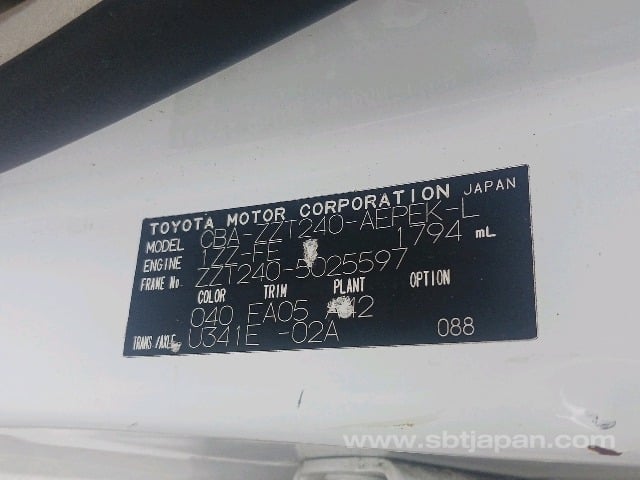 TOYOTA MOTOR CORPORATION JAPAN
MODEL CBA-ZZT240-AEPEK-L
ENGINE 1ZZ-FE 1794 mL
FRAME No. ZZT240-5025597
COLOR TRIM PLANT OPTION
040 FA05 A42
TRANS/AXLE U341E -02A 088
www.sbtjapan.com